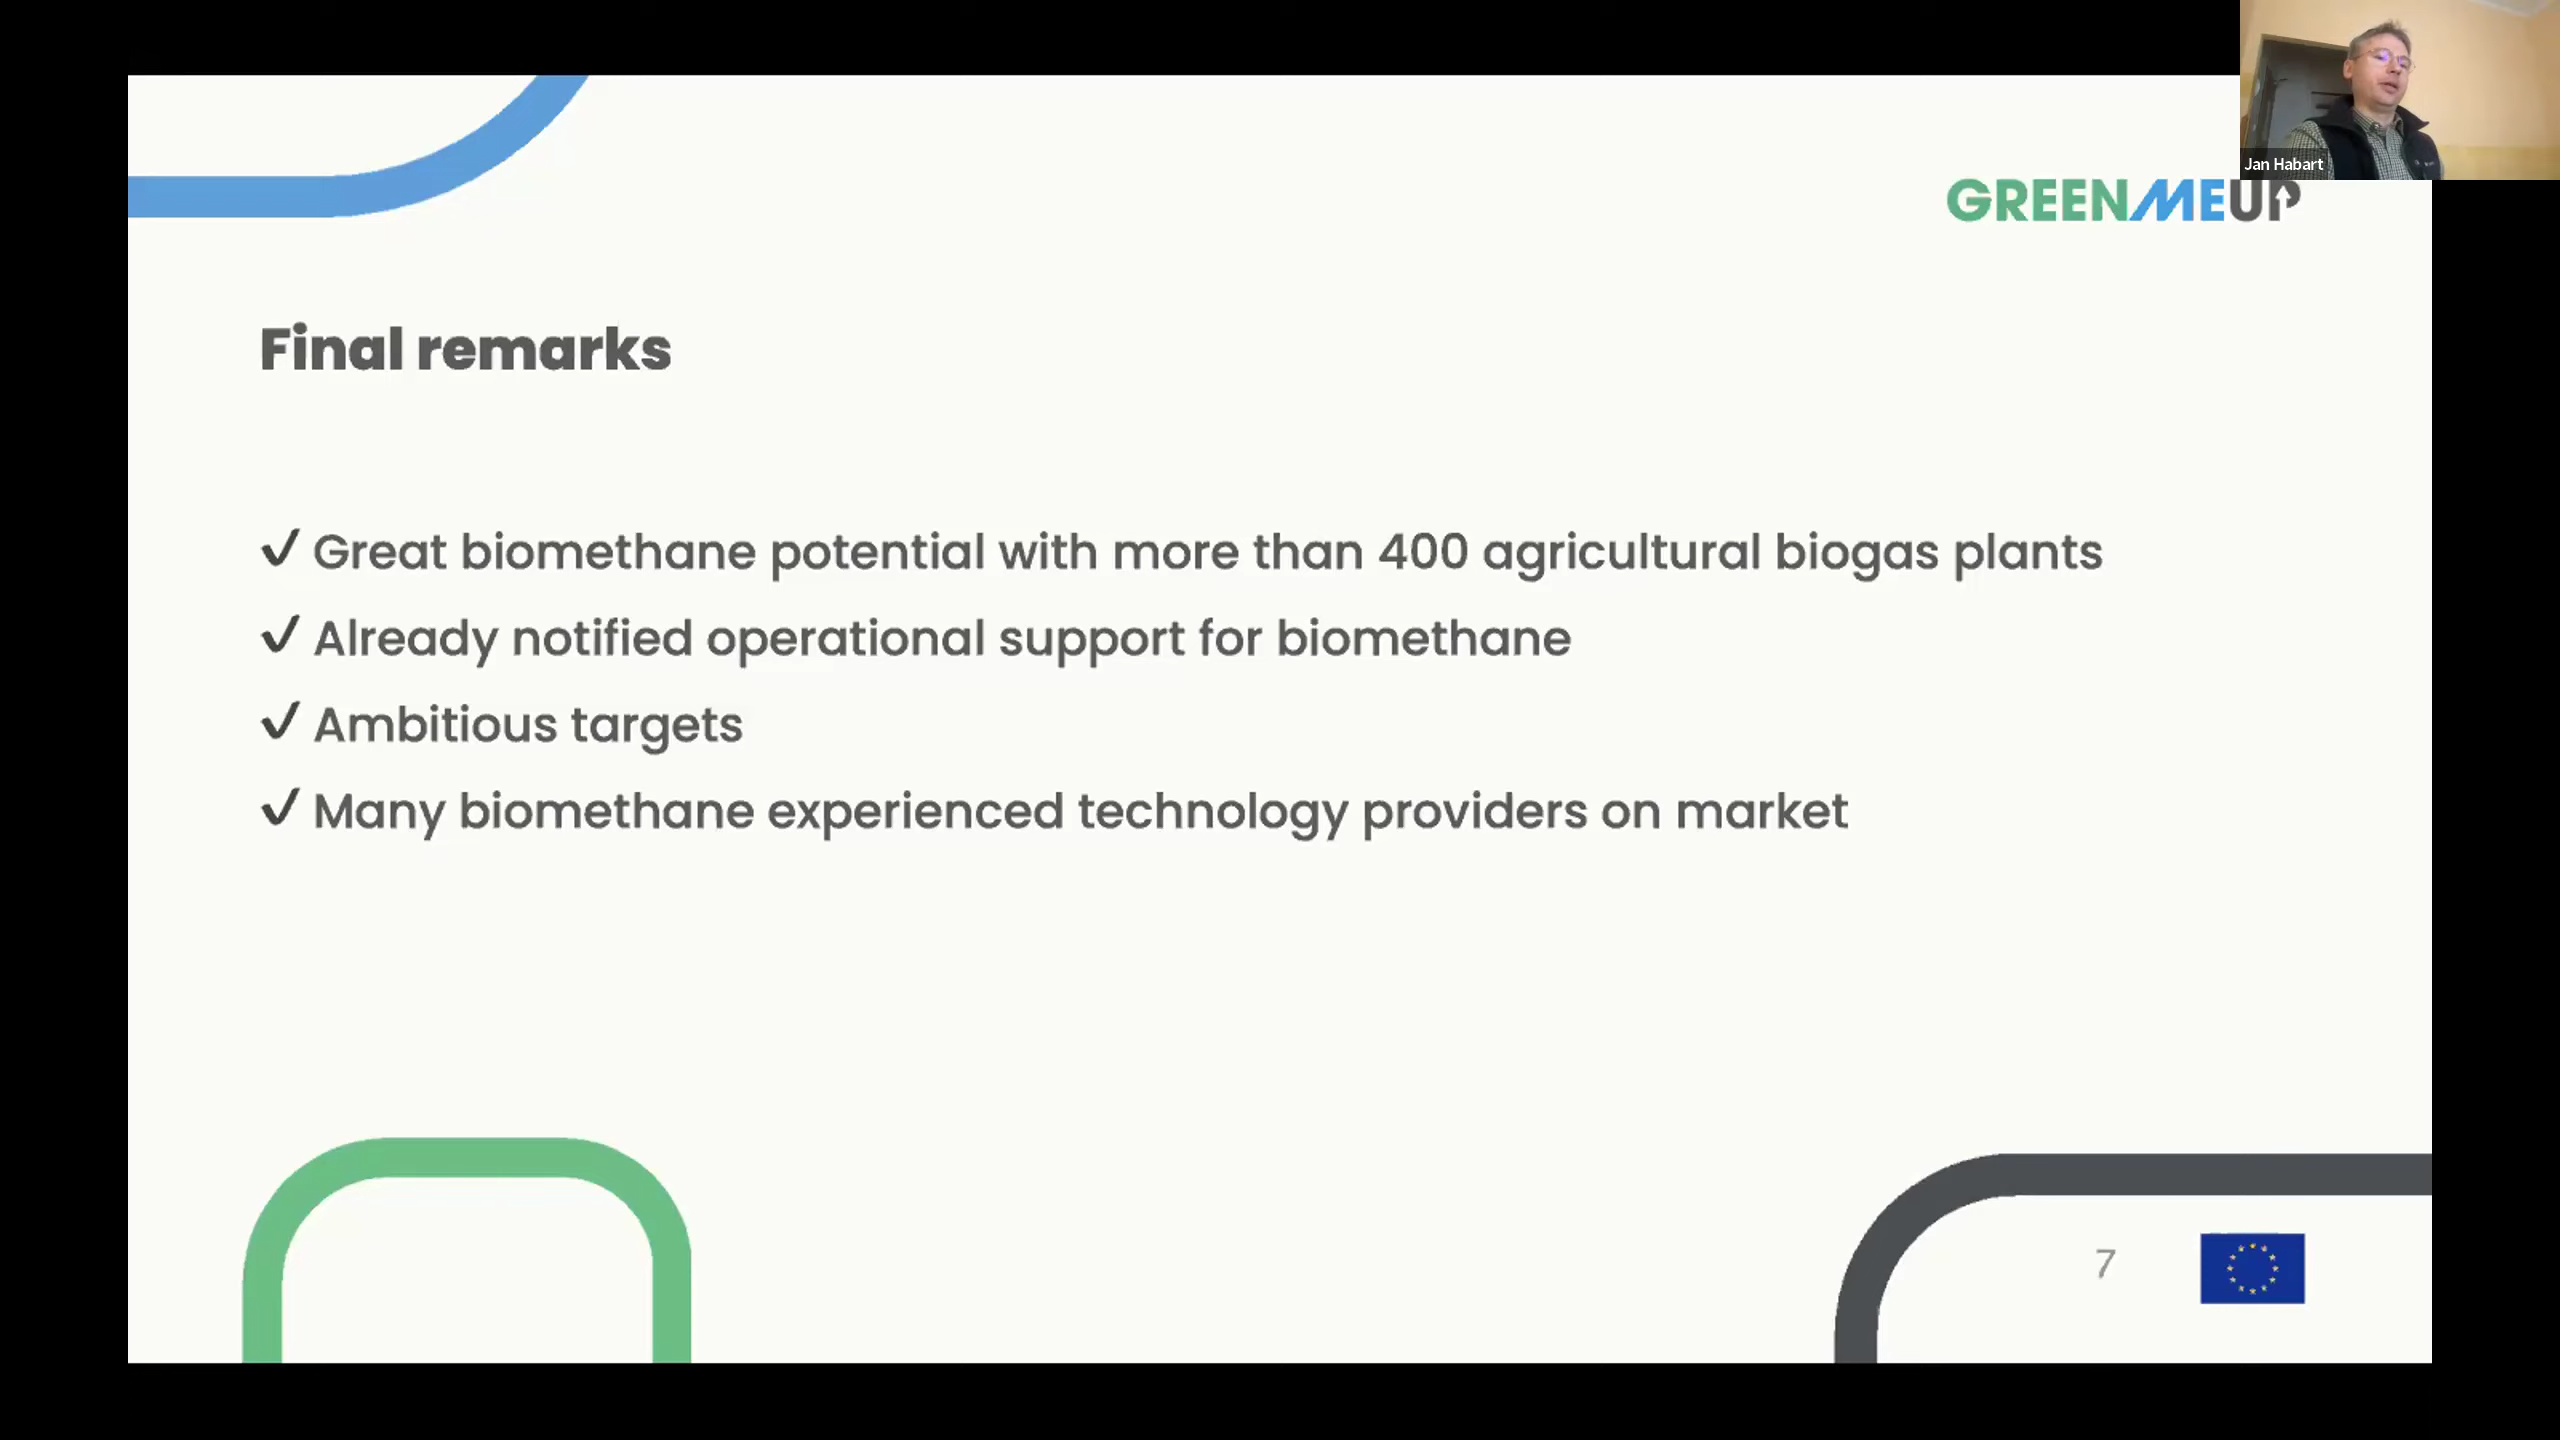 Jan Habart
GREENMEUP
Final remarks
✓ Great biomethane potential with more than 400 agricultural biogas plants
✓ Already notified operational support for biomethane
✓ Ambitious targets
✓ Many biomethane experienced technology providers on market
7